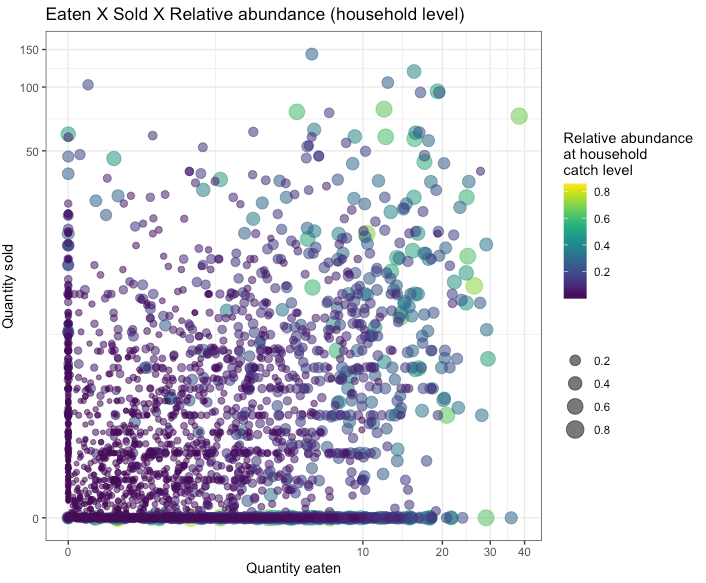 Eaten X Sold X Relative abundance (household level)
150
100
50
0
Quantity sold
0
10
20
30
40
Quantity eaten
Relative abundance
at household
catch level
0.8
0.6
0.4
0.2
0.2
0.4
0.6
0.8